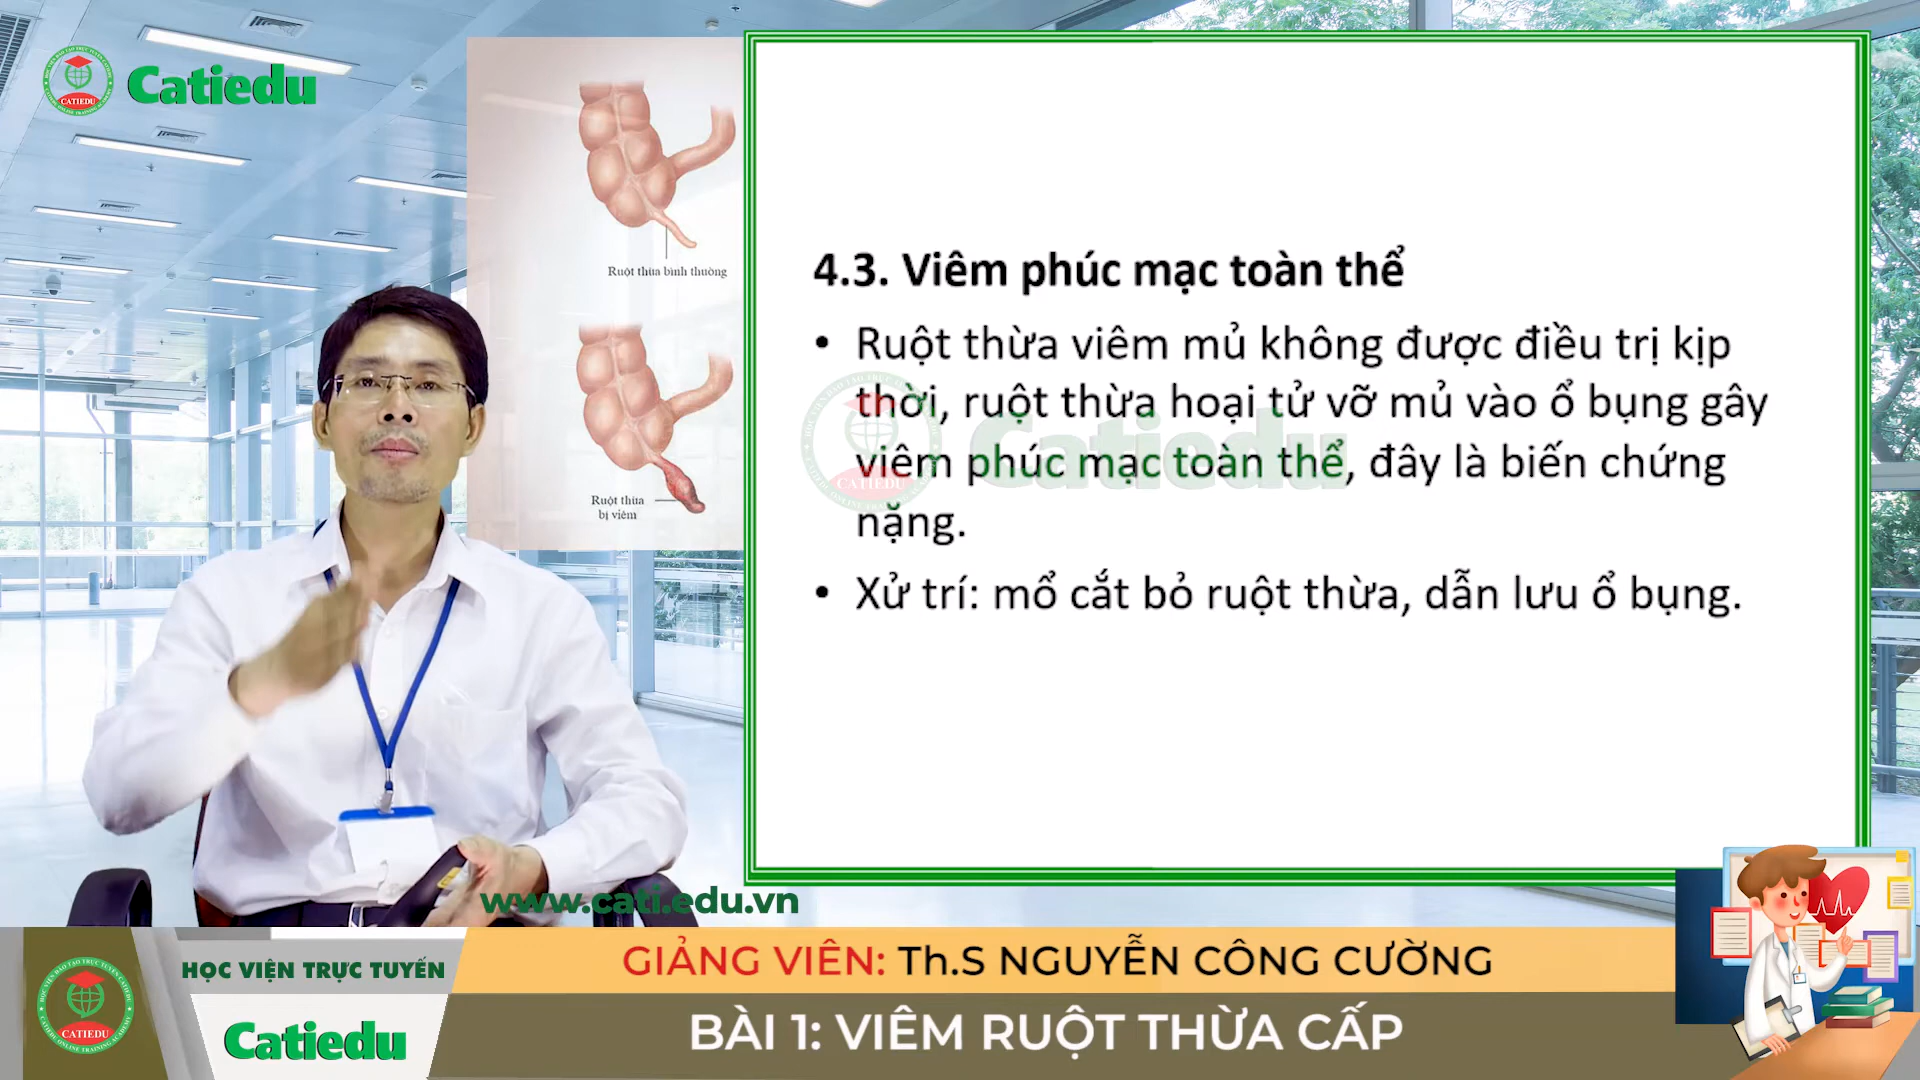 Catiedu
CATIEDU
Ruột thừa bình thường
Ruột thừa
bị viêm
4.3. Viêm phúc mạc toàn thể
• Ruột thừa viêm mủ không được điều trị kịp
thời, ruột thừa hoại tử vỡ mủ vào ổ bụng gây
viêm phúc mạc toàn thể, đây là biến chứng
nặng.
• Xử trí: mổ cắt bỏ ruột thừa, dẫn lưu ổ bụng.
Catiedu
CATIEDU
www.cati.edu.vn
HỌC VIỆN TRỰC TUYẾN
Catiedu
CATIEDU
GIẢNG VIÊN: Th.S NGUYỄN CÔNG CƯỜNG
BÀI 1: VIÊM RUỘT THỪA CẤP